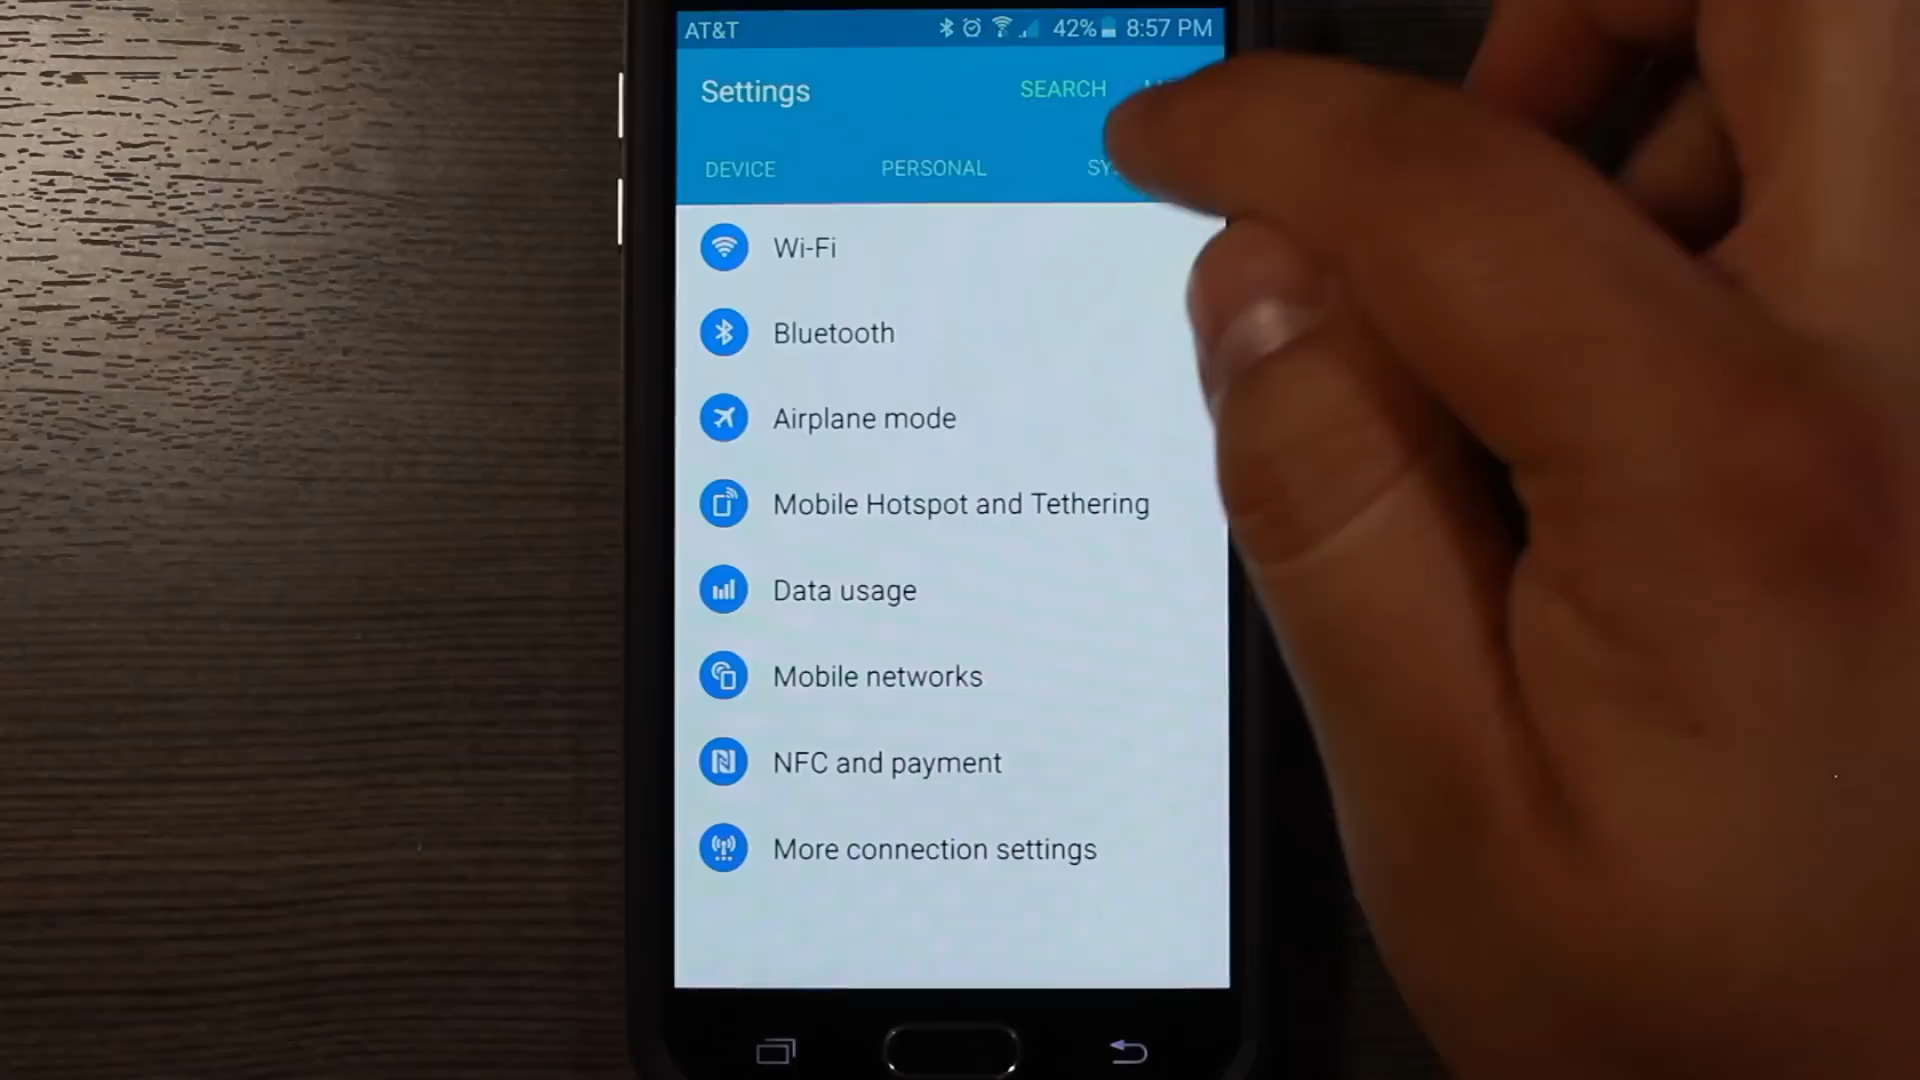 AT&T 42% 8:57 PM
Settings SEARCH
DEVICE PERSONAL
Wi-Fi
Bluetooth
Airplane mode
Mobile Hotspot and Tethering
Data usage
Mobile networks
NFC and payment
More connection settings